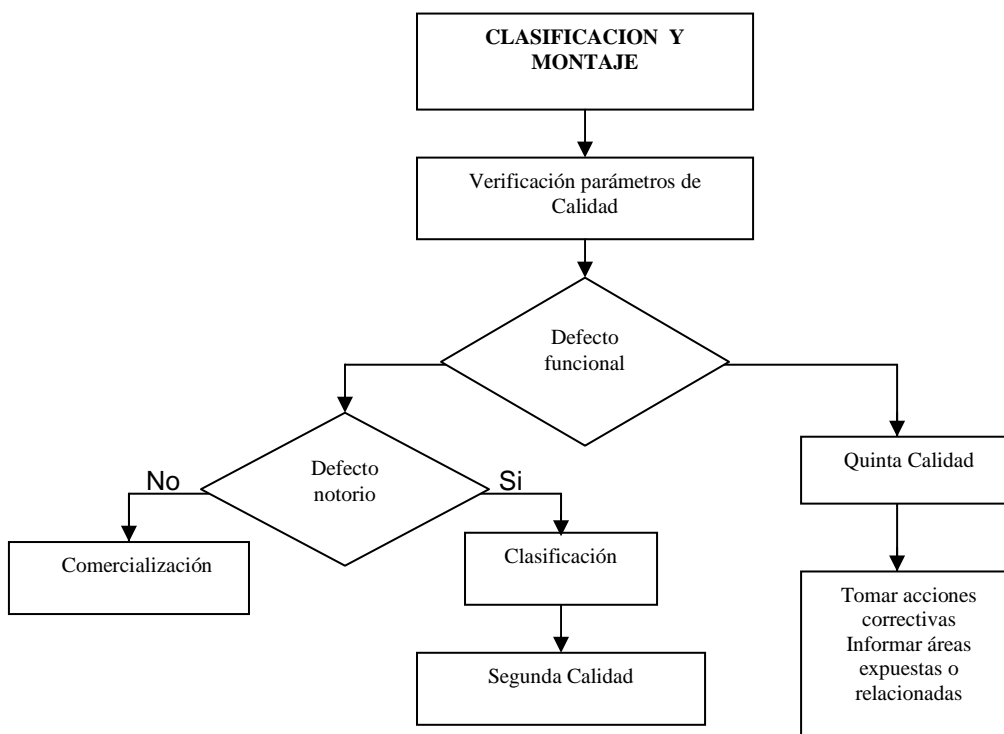 CLASIFICACION Y
MONTAJE
Verificación parámetros de
Calidad
Defecto
funcional
Defecto
notorio
No
Si
Quinta Calidad
Comercialización
Clasificación
Tomar acciones
correctivas
Informar áreas
expuestas o
relacionadas
Segunda Calidad